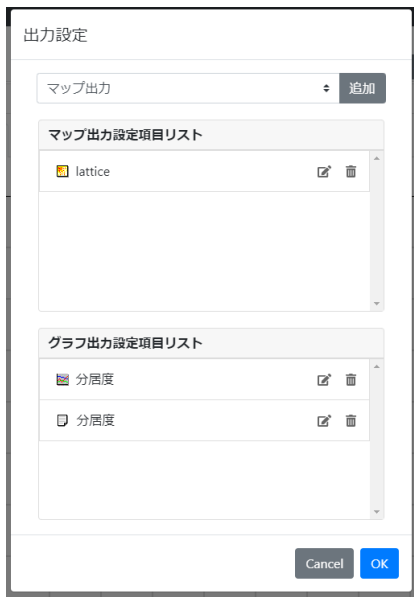 出力設定
マップ出力
追加
マップ出力設定項目リスト
lattice
グラフ出力設定項目リスト
分居度
分居度
Cancel
OK